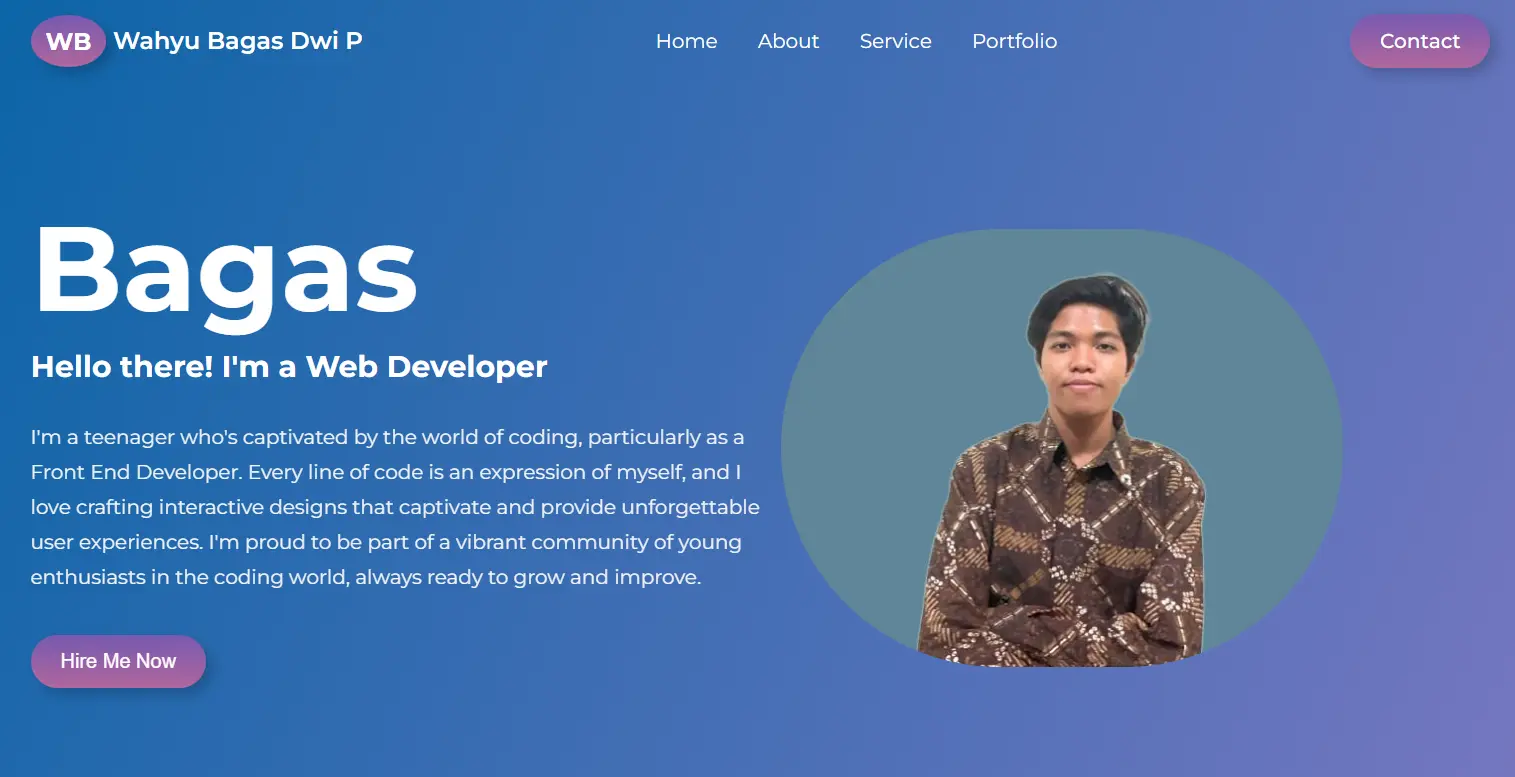 WB Wahyu Bagas Dwi P
Home About Service Portfolio
Contact
Bagas
Hello there! I'm a Web Developer
I'm a teenager who's captivated by the world of coding, particularly as a
Front End Developer. Every line of code is an expression of myself, and I
love crafting interactive designs that captivate and provide unforgettable
user experiences. I'm proud to be part of a vibrant community of young
enthusiasts in the coding world, always ready to grow and improve.
Hire Me Now